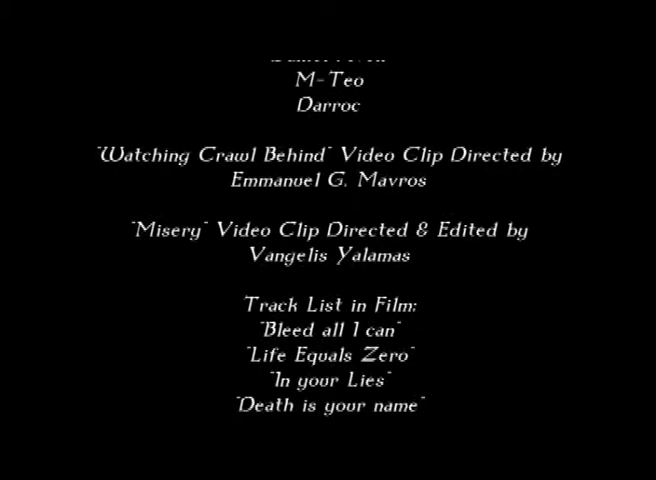 M-Teo
Darroc
"Watching Crawl Behind" Video Clip Directed by
Emmanuel G. Mavros
"Misery" Video Clip Directed & Edited by
Vangelis Yalamas
Track List in Film:
"Bleed all I can"
"Life Equals Zero"
"In your Lies"
"Death is your name"